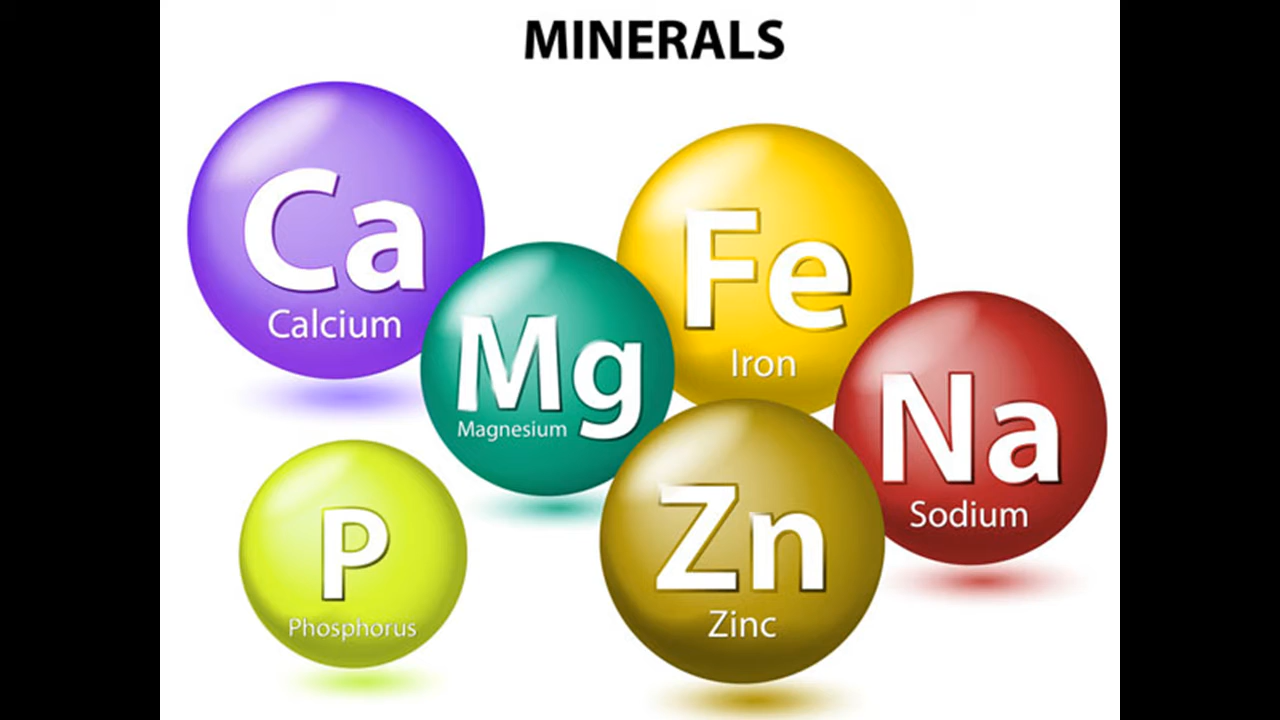 MINERALS
Ca
Calcium
Mg
Magnesium
Fe
Iron
Na
Sodium
P
Phosphorus
Zn
Zinc